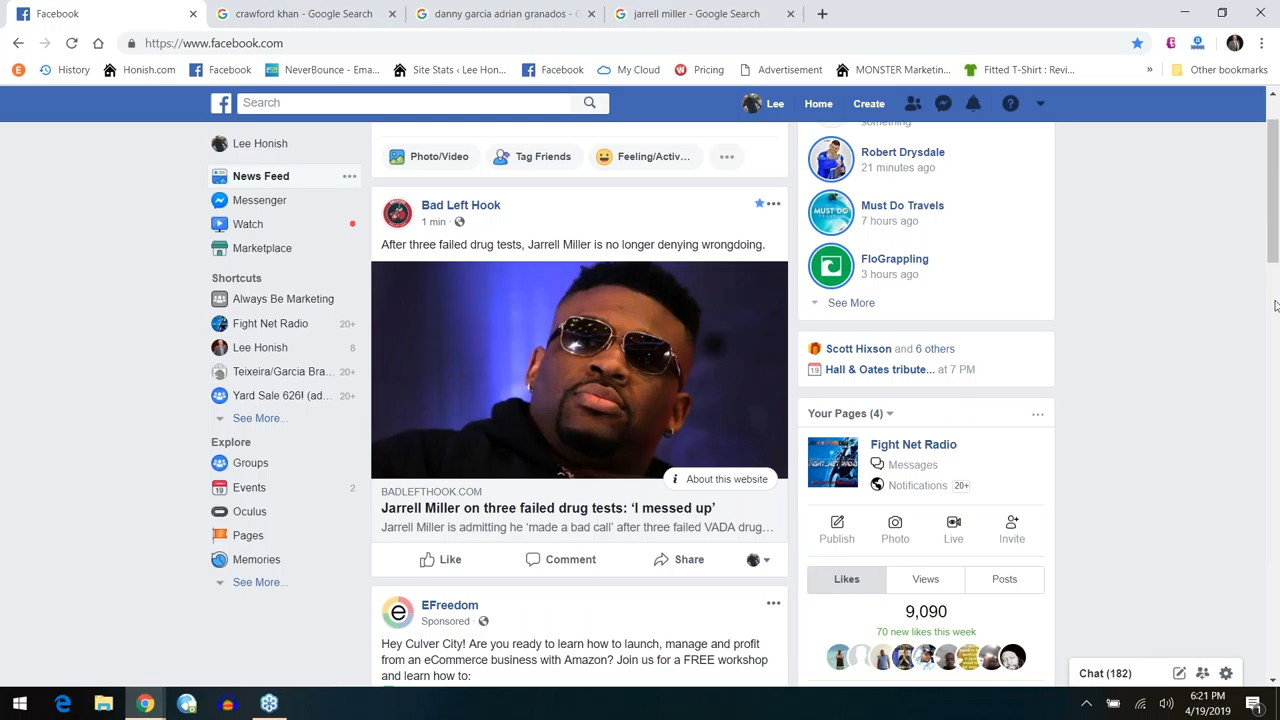 Facebook
crawford khan - Google Search
danny garcia adrian granados - G
jarrell miller - Google Search
https://www.facebook.com
History
Honish.com
Facebook
NeverBounce - Ema...
Site Stats ‹ Lee Hon...
Facebook
My Cloud
Pricing
Advertisement
MONSTER Marketin...
Fitted T-Shirt : Revi...
»
Other bookmarks
Search
Lee
Home
Create
Lee Honish
News Feed
Messenger
Watch
Marketplace
Shortcuts
Always Be Marketing
Fight Net Radio 20+
Lee Honish 8
Teixeira/Garcia Bra... 20+
Yard Sale 626! (ad... 20+
See More...
Explore
Groups
Events 2
Oculus
Pages
Memories
See More...
Photo/Video
Tag Friends
Feeling/Activ...
Bad Left Hook
1 min
After three failed drug tests, Jarrell Miller is no longer denying wrongdoing.
About this website
BADLEFTHOOK.COM
Jarrell Miller on three failed drug tests: ‘I messed up’
Jarrell Miller is admitting he ‘made a bad call’ after three failed VADA drug...
Like
Comment
Share
EFreedom
Sponsored
Hey Culver City! Are you ready to learn how to launch, manage and profit
from an eCommerce business with Amazon? Join us for a FREE workshop
and learn how to:
something
Robert Drysdale
21 minutes ago
MUST DO
TRAVELS
Must Do Travels
7 hours ago
FloGrappling
3 hours ago
See More
Scott Hixson and 6 others
Hall & Oates tribute... at 7 PM
Your Pages (4)
FIGHT NET RADIO
Fight Net Radio
Messages
Notifications 20+
Publish
Photo
Live
Invite
Likes
Views
Posts
9,090
70 new likes this week
Chat (182)
6:21 PM
4/19/2019
1